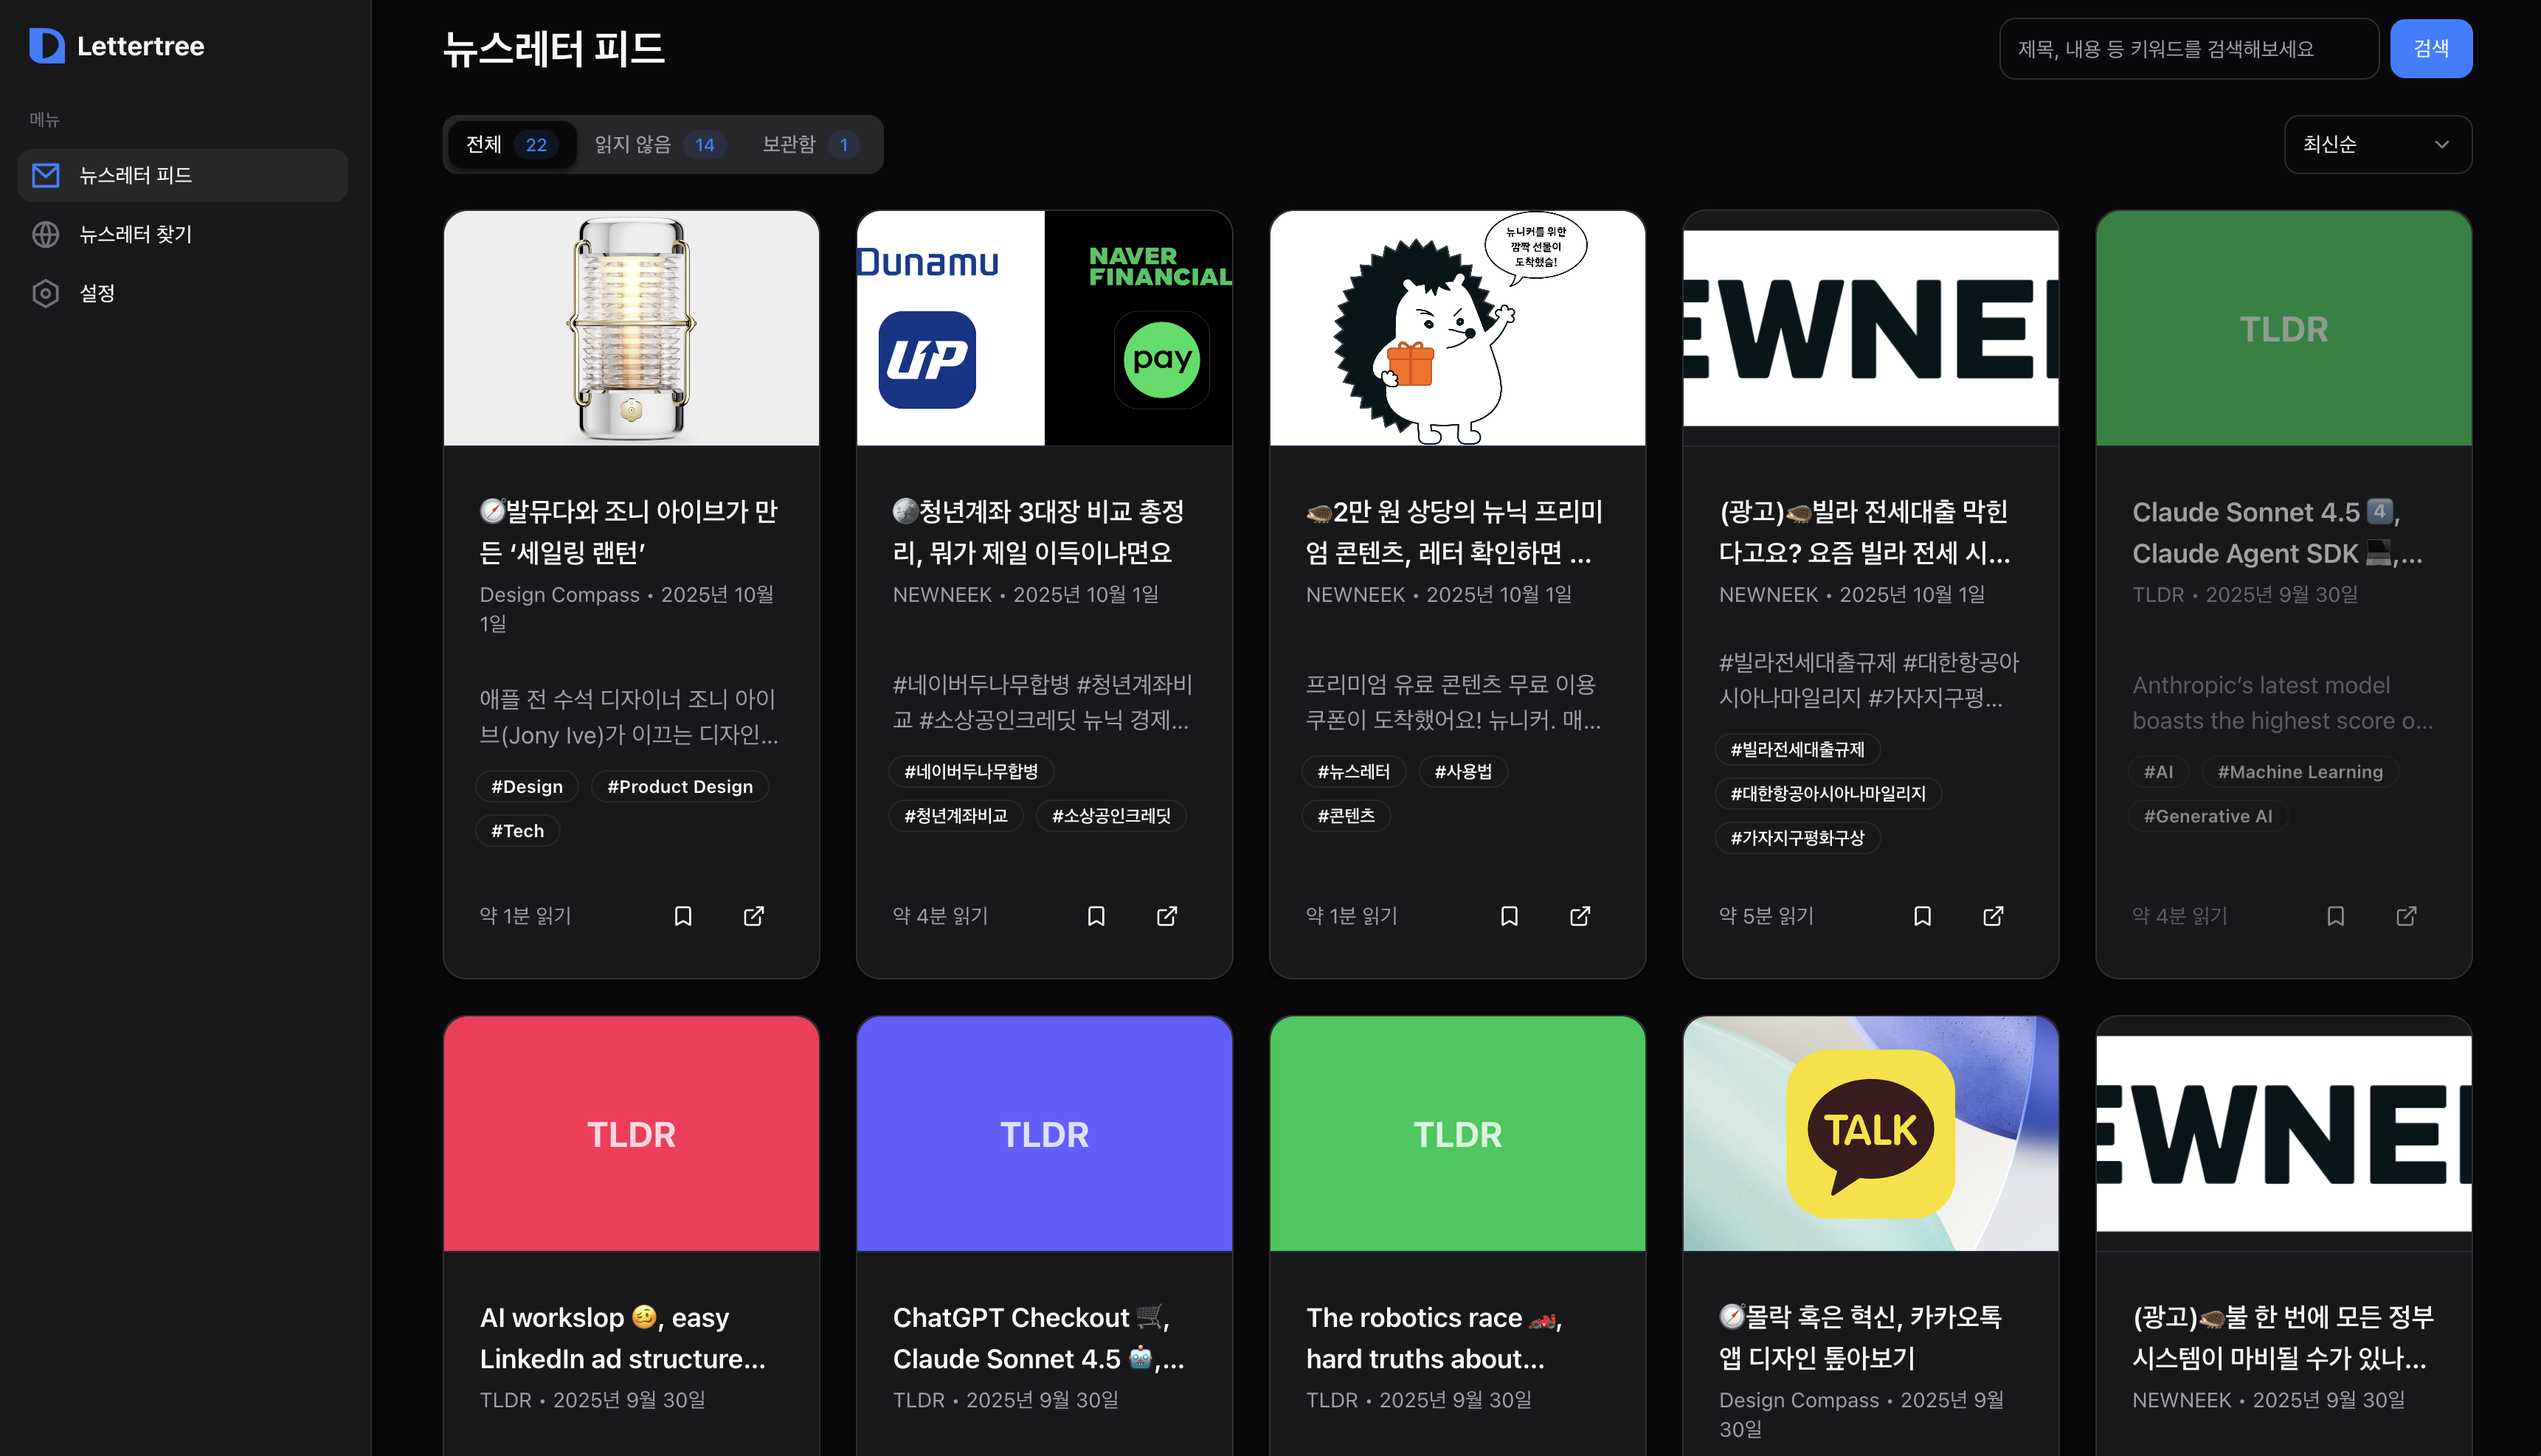 Lettertree
메뉴
뉴스레터 피드
뉴스레터 찾기
설정
뉴스레터 피드
제목, 내용 등 키워드를 검색해보세요
검색
전체 22
읽지 않음 14
보관함 1
최신순
🧭발뮤다와 조니 아이브가 만
든 ‘세일링 랜턴’
Design Compass • 2025년 10월
1일
애플 전 수석 디자이너 조니 아이
브(Jony Ive)가 이끄는 디자인...
#Design
#Product Design
#Tech
약 1분 읽기
Dunamu
UP
NAVER
FINANCIAL
pay
🪙청년계좌 3대장 비교 총정
리, 뭐가 제일 이득이냐면요
NEWNEEK • 2025년 10월 1일
#네이버두나무합병 #청년계좌비
교 #소상공인크레딧 뉴닉 경제...
#네이버두나무합병
#청년계좌비교
#소상공인크레딧
약 4분 읽기
뉴니커를 위한
깜짝 선물이
도착했슴!
🦔2만 원 상당의 뉴닉 프리미
엄 콘텐츠, 레터 확인하면 ...
NEWNEEK • 2025년 10월 1일
프리미엄 유료 콘텐츠 무료 이용
쿠폰이 도착했어요! 뉴니커. 매...
#뉴스레터
#사용법
#콘텐츠
약 1분 읽기
EWNEE
(광고)🦔빌라 전세대출 막힌
다고요? 요즘 빌라 전세 시...
NEWNEEK • 2025년 10월 1일
#빌라전세대출규제 #대한항공아
시아나마일리지 #가자지구평...
#빌라전세대출규제
#대한항공아시아나마일리지
#가자지구평화구상
약 5분 읽기
TLDR
Claude Sonnet 4.5 4️⃣,
Claude Agent SDK 💻,...
TLDR • 2025년 9월 30일
Anthropic’s latest model
boasts the highest score o...
#AI
#Machine Learning
#Generative AI
약 4분 읽기
TLDR
AI workslop 🥴, easy
LinkedIn ad structure...
TLDR • 2025년 9월 30일
TLDR
ChatGPT Checkout 🛒,
Claude Sonnet 4.5 🤖,...
TLDR • 2025년 9월 30일
TLDR
The robotics race 🏎️,
hard truths about...
TLDR • 2025년 9월 30일
TALK
🧭몰락 혹은 혁신, 카카오톡
앱 디자인 톺아보기
Design Compass • 2025년 9월
30일
EWNEE
(광고)🦔불 한 번에 모든 정부
시스템이 마비될 수가 있나...
NEWNEEK • 2025년 9월 30일